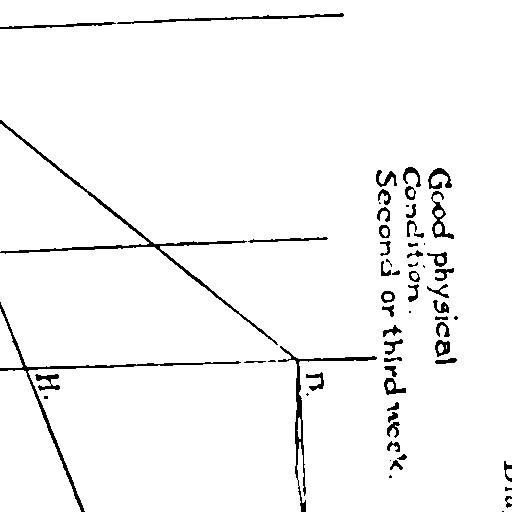 Good physical
Condition.
Second or third week.
H.
B.